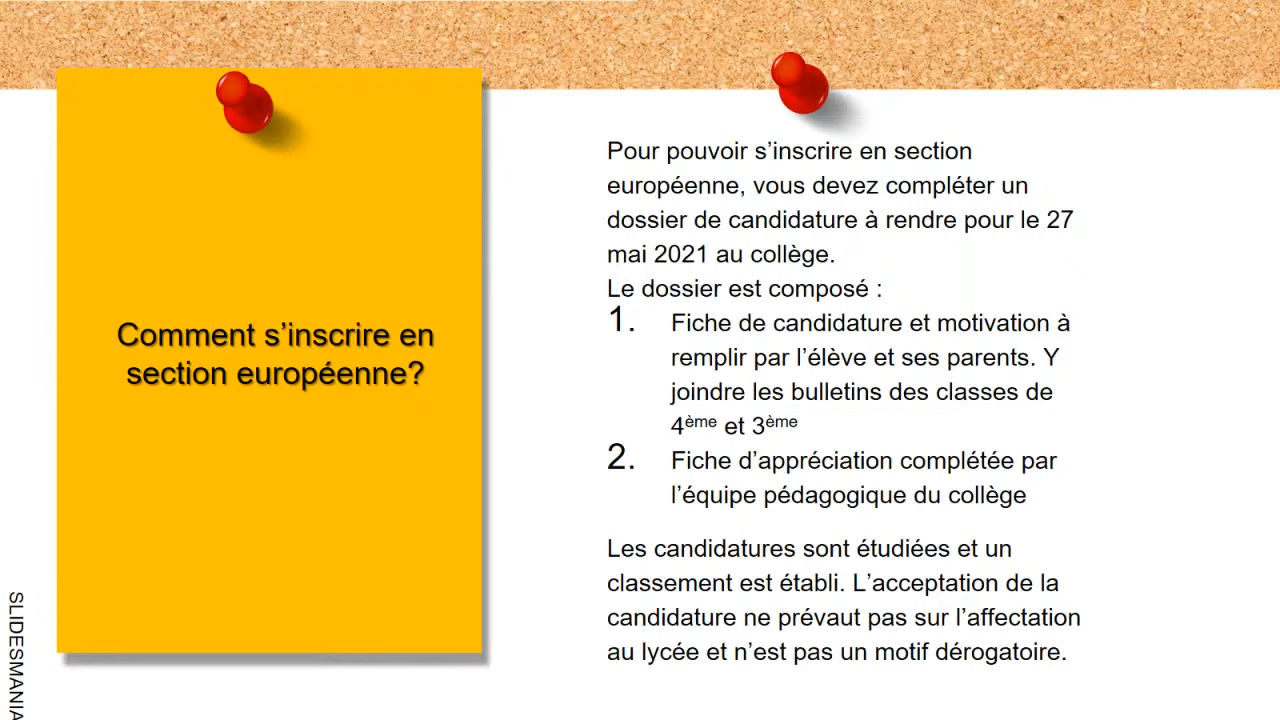 Comment s’inscrire en
section européenne?
Pour pouvoir s’inscrire en section
européenne, vous devez compléter un
dossier de candidature à rendre pour le 27
mai 2021 au collège.
Le dossier est composé :
1. Fiche de candidature et motivation à
remplir par l’élève et ses parents. Y
joindre les bulletins des classes de
4ème et 3ème
2. Fiche d’appréciation complétée par
l’équipe pédagogique du collège
Les candidatures sont étudiées et un
classement est établi. L’acceptation de la
candidature ne prévaut pas sur l’affectation
au lycée et n’est pas un motif dérogatoire.
SLIDESMANIA